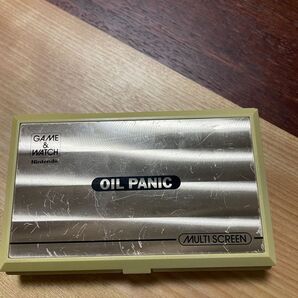 GAME
&
WATCH
Nintendo
OIL PANIC
MULTI SCREEN